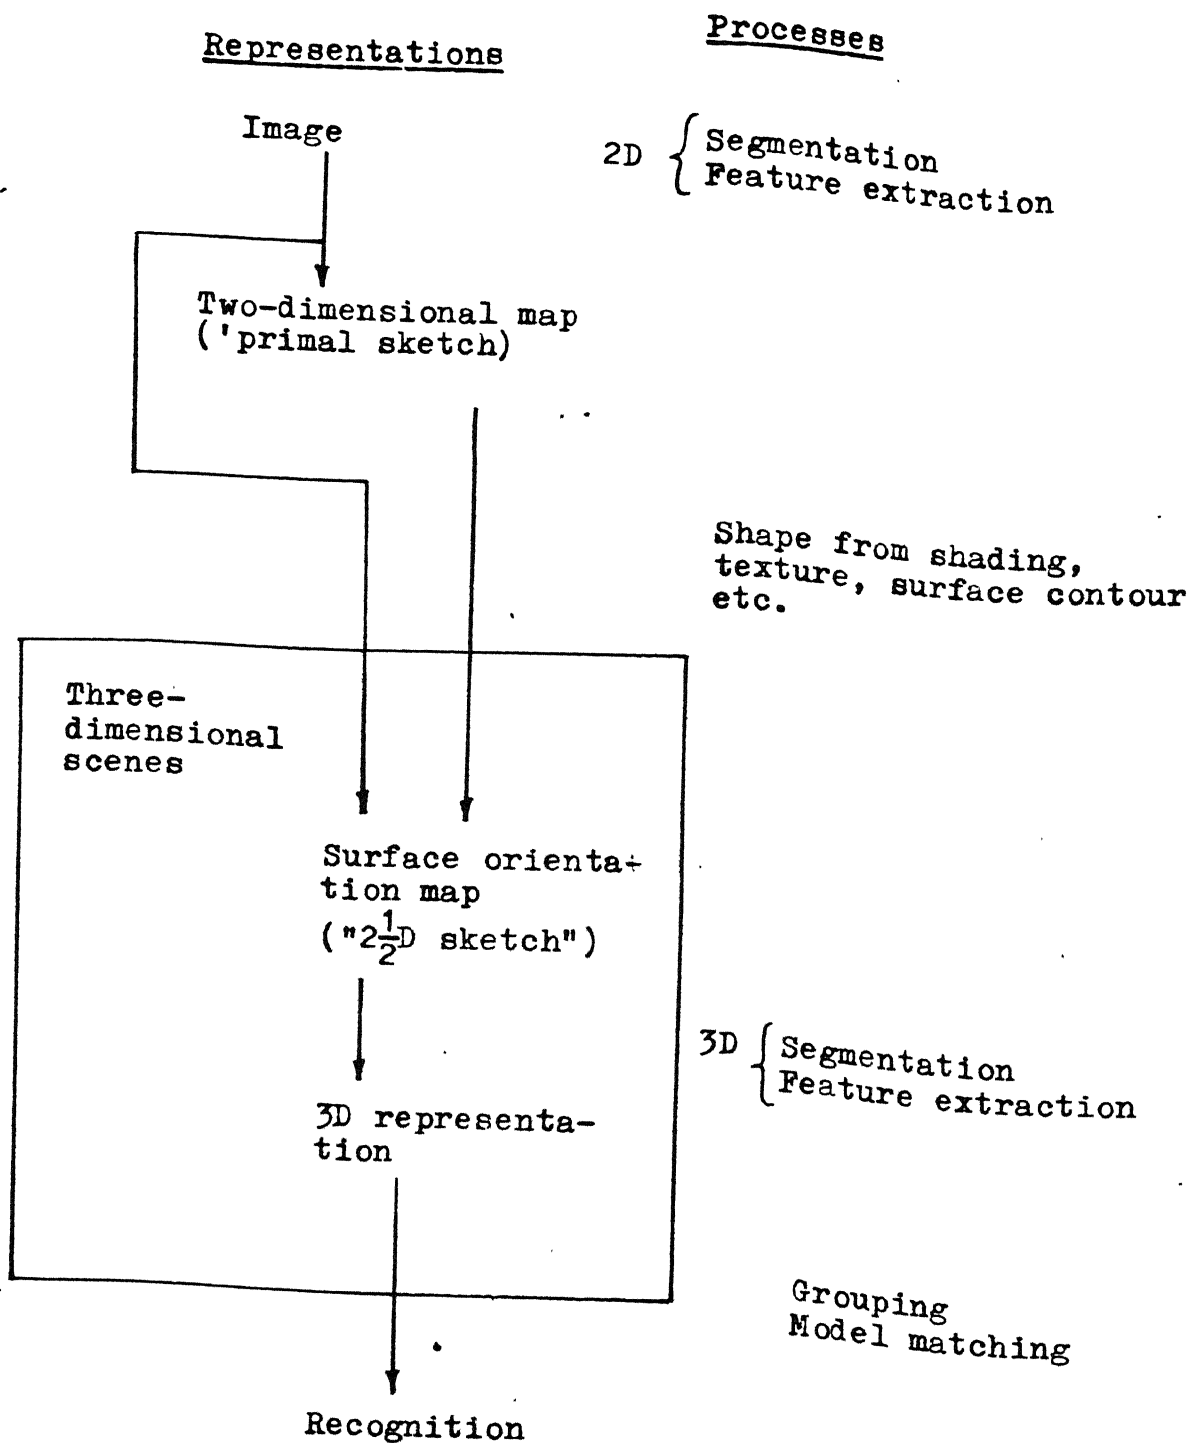 Representations
Processes
Image
2D { Segmentation
Feature extraction
Two-dimensional map
('primal sketch)
Shape from shading,
texture, surface contour
etc.
Three-
dimensional
scenes
Surface orienta-
tion map
("2½D sketch")
3D { Segmentation
Feature extraction
3D representa-
tion
Grouping
Model matching
Recognition